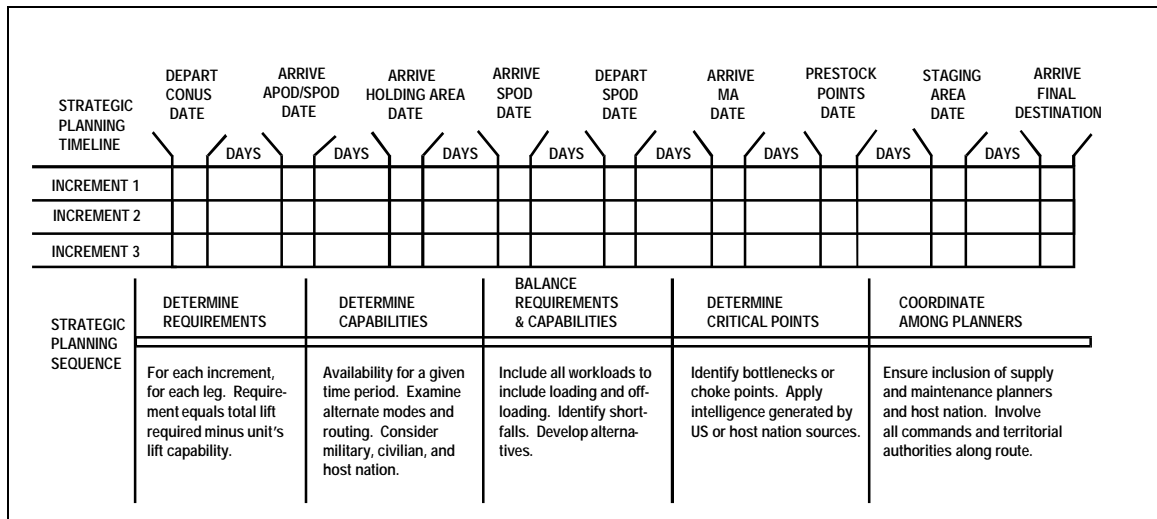 STRATEGIC
PLANNING
TIMELINE
DEPART
CONUS
DATE
ARRIVE
APOD/SPOD
DATE
ARRIVE
HOLDING AREA
DATE
ARRIVE
SPOD
DATE
DEPART
SPOD
DATE
ARRIVE
MA
DATE
PRESTOCK
POINTS
DATE
STAGING
AREA
DATE
ARRIVE
FINAL
DESTINATION
DAYS DAYS DAYS DAYS DAYS DAYS DAYS DAYS
INCREMENT 1
INCREMENT 2
INCREMENT 3
STRATEGIC
PLANNING
SEQUENCE
DETERMINE
REQUIREMENTS
For each increment,
for each leg. Require-
ment equals total lift
required minus unit's
lift capability.
DETERMINE
CAPABILITIES
Availability for a given
time period. Examine
alternate modes and
routing. Consider
military, civilian, and
host nation.
BALANCE
REQUIREMENTS
& CAPABILITIES
Include all workloads to
include loading and off-
loading. Identify short-
falls. Develop alterna-
tives.
DETERMINE
CRITICAL POINTS
Identify bottlenecks or
choke points. Apply
intelligence generated by
US or host nation sources.
COORDINATE
AMONG PLANNERS
Ensure inclusion of supply
and maintenance planners
and host nation. Involve
all commands and territorial
authorities along route.